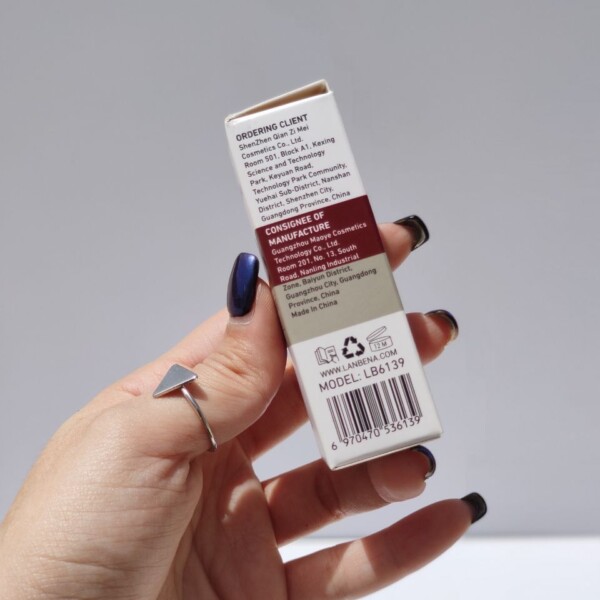 ORDERING CLIENT
ShenZhen Qian Zi Mei
Cosmetics Co., Ltd.
Room 501, Block A1, Kexing
Science and Technology
Park, Keyuan Road,
Technology Park Community,
Yuehai Sub-District, Nanshan
District, Shenzhen City,
Guangdong Province, China
CONSIGNEE OF
MANUFACTURE
Guangzhou Maoye Cosmetics
Technology Co., Ltd.
Room 201, No. 13, South
Road, Nanling Industrial
Zone, Baiyun District,
Guangzhou City, Guangdong
Province, China
Made in China
12M
WWW.LANBENA.COM
MODEL: LB6139
6 970470 536139